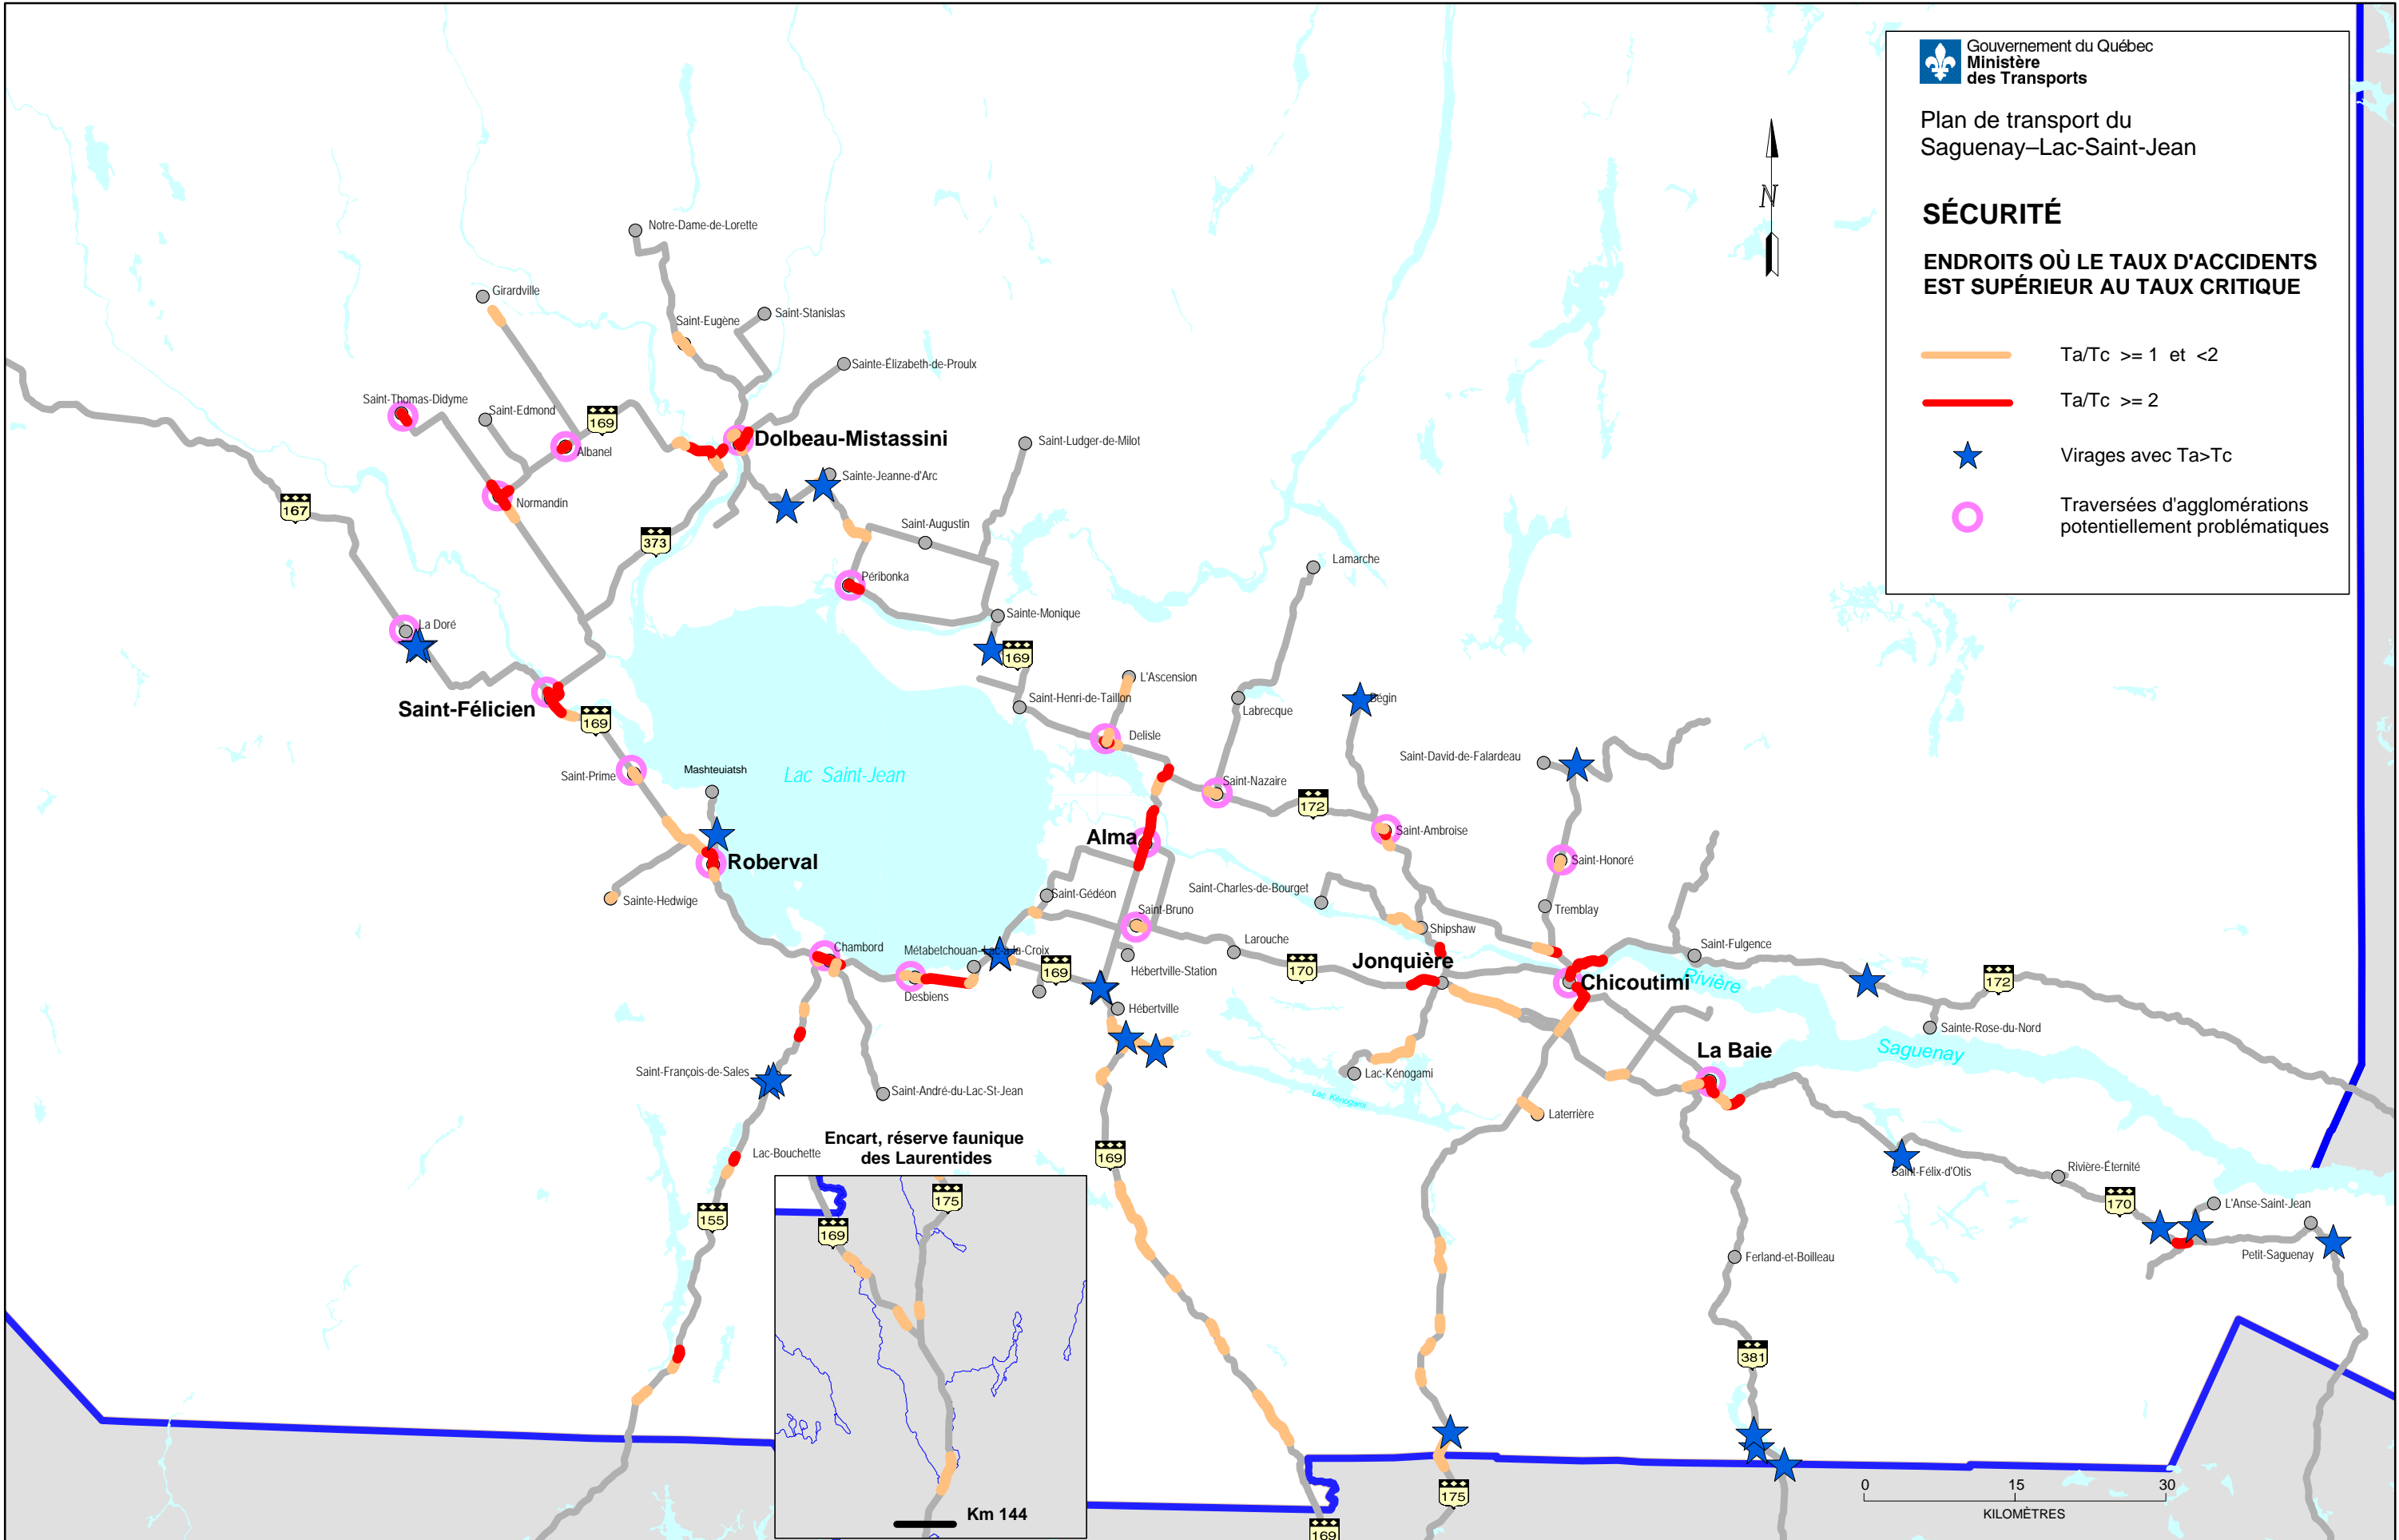 Gouvernement du Québec
Ministère
des Transports
Plan de transport du
Saguenay–Lac-Saint-Jean
SÉCURITÉ
ENDROITS OÙ LE TAUX D'ACCIDENTS
EST SUPÉRIEUR AU TAUX CRITIQUE
Ta/Tc >= 1 et <2
Ta/Tc >= 2
Virages avec Ta>Tc
Traversées d'agglomérations
potentiellement problématiques
N
Notre-Dame-de-Lorette
Girardville
Saint-Eugène
Saint-Stanislas
Sainte-Élizabeth-de-Proulx
Saint-Thomas-Didyme
Saint-Edmond
169
Albanel
Dolbeau-Mistassini
Saint-Ludger-de-Milot
Sainte-Jeanne-d'Arc
Normandin
167
373
Saint-Augustin
Lamarche
Péribonka
Sainte-Monique
La Doré
169
L'Ascension
Saint-Henri-de-Taillon
Labrecque
Bégin
Saint-Félicien
169
Delisle
Saint-David-de-Falardeau
Saint-Prime
Mashteuiatsh
Lac Saint-Jean
Saint-Nazaire
172
Alma
Saint-Ambroise
Roberval
Saint-Honoré
Sainte-Hedwige
Saint-Gédéon
Saint-Charles-de-Bourget
Saint-Bruno
Tremblay
Shipshaw
Chambord
Métabetchouan-Lac-à-la-Croix
Larouche
Saint-Fulgence
169
Hébertville-Station
170
Jonquière
Chicoutimi
Rivière
172
Desbiens
Hébertville
Sainte-Rose-du-Nord
La Baie
Saguenay
Saint-François-de-Sales
Lac-Kénogami
Saint-André-du-Lac-St-Jean
Lac Kénogami
Laterrière
Encart, réserve faunique
des Laurentides
Lac-Bouchette
169
Saint-Félix-d'Otis
Rivière-Éternité
170
L'Anse-Saint-Jean
155
175
169
Petit-Saguenay
Ferland-et-Boilleau
381
Km 144
175
169
0 15 30
KILOMÈTRES